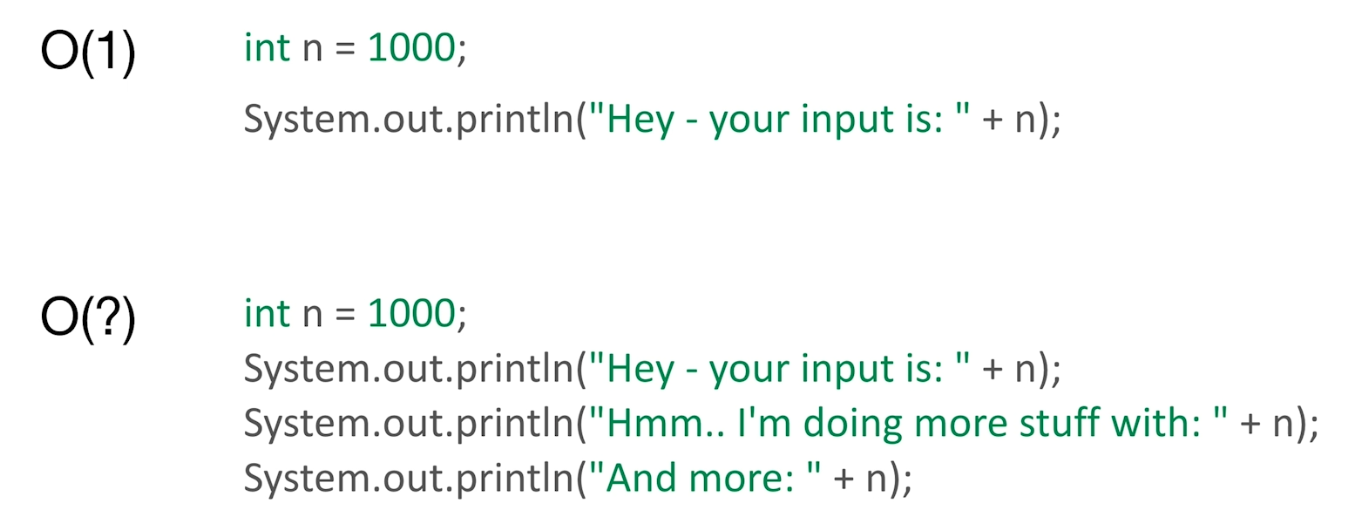 O(1) int n = 1000;
System.out.println("Hey - your input is: " + n);
O(?) int n = 1000;
System.out.println("Hey - your input is: " + n);
System.out.println("Hmm.. I'm doing more stuff with: " + n);
System.out.println("And more: " + n);